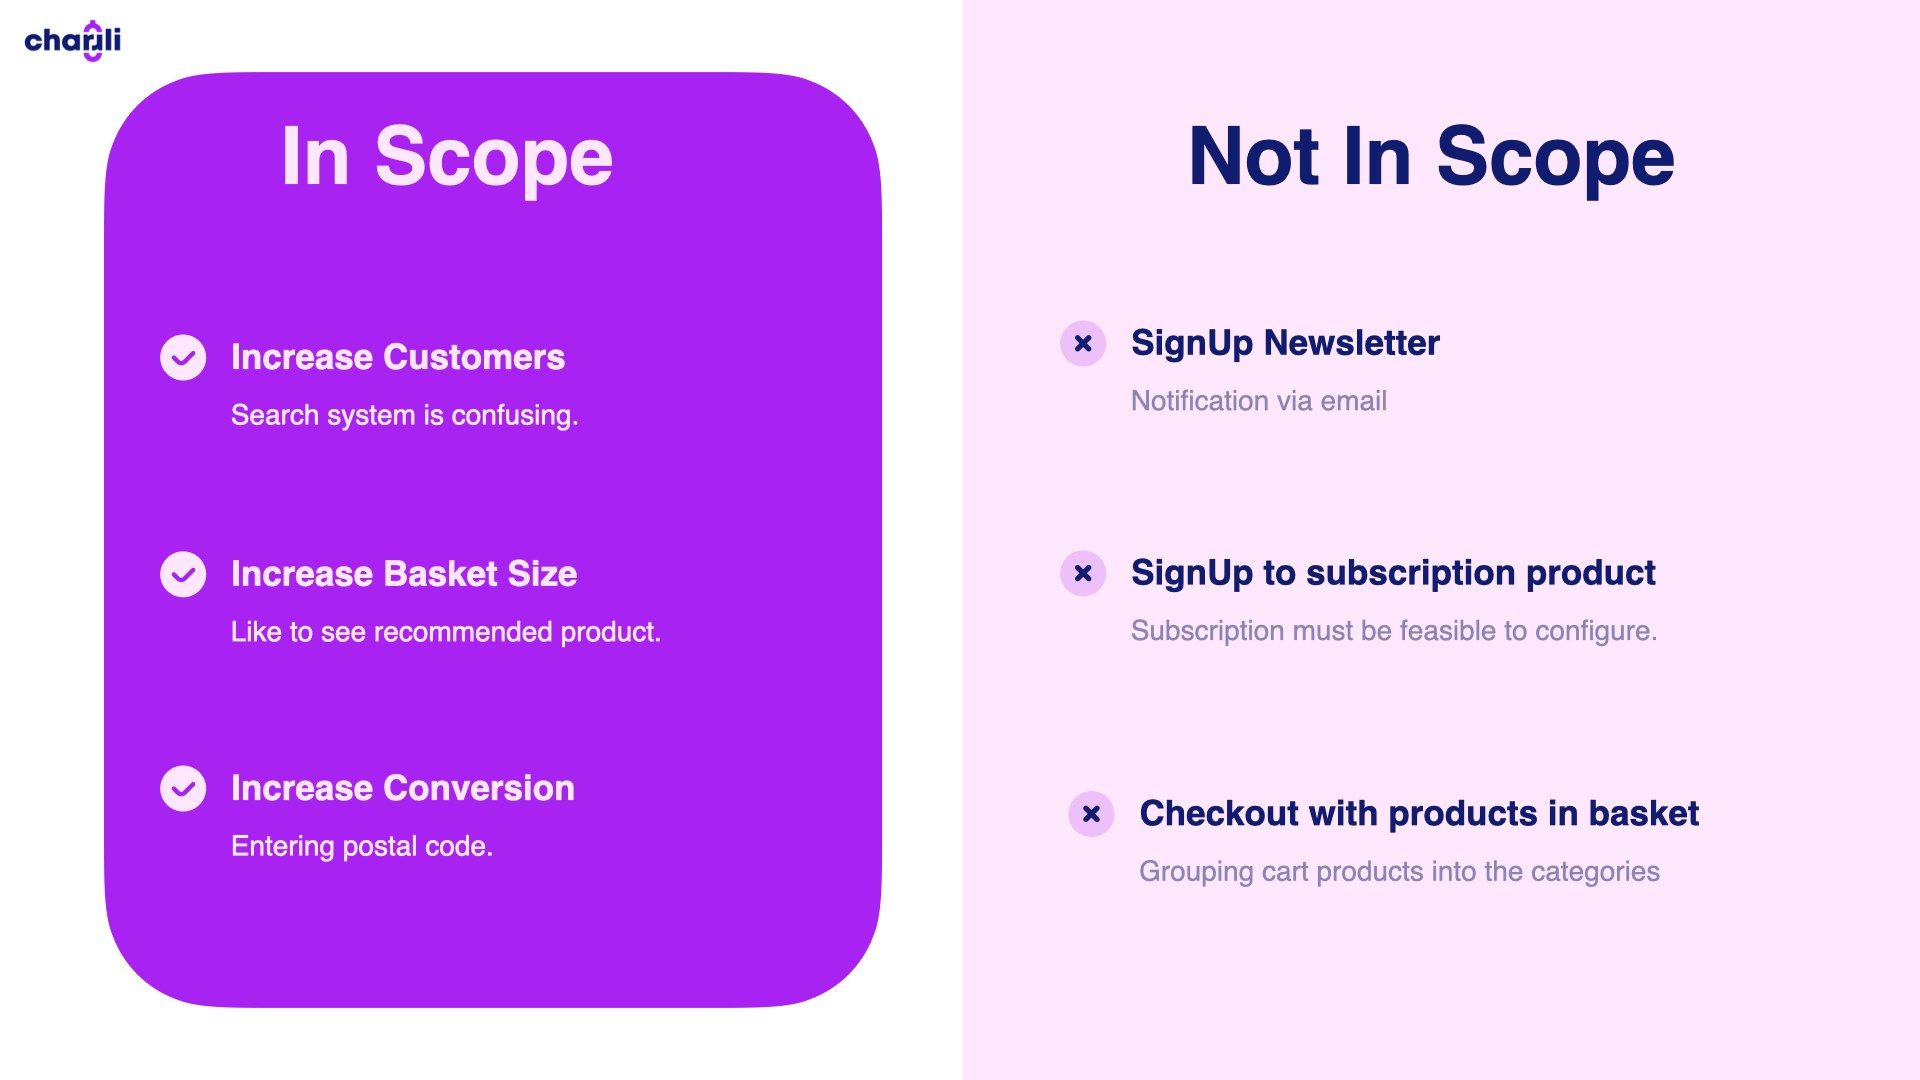 charjli
In Scope
Increase Customers
Search system is confusing.
Increase Basket Size
Like to see recommended product.
Increase Conversion
Entering postal code.
Not In Scope
SignUp Newsletter
Notification via email
SignUp to subscription product
Subscription must be feasible to configure.
Checkout with products in basket
Grouping cart products into the categories